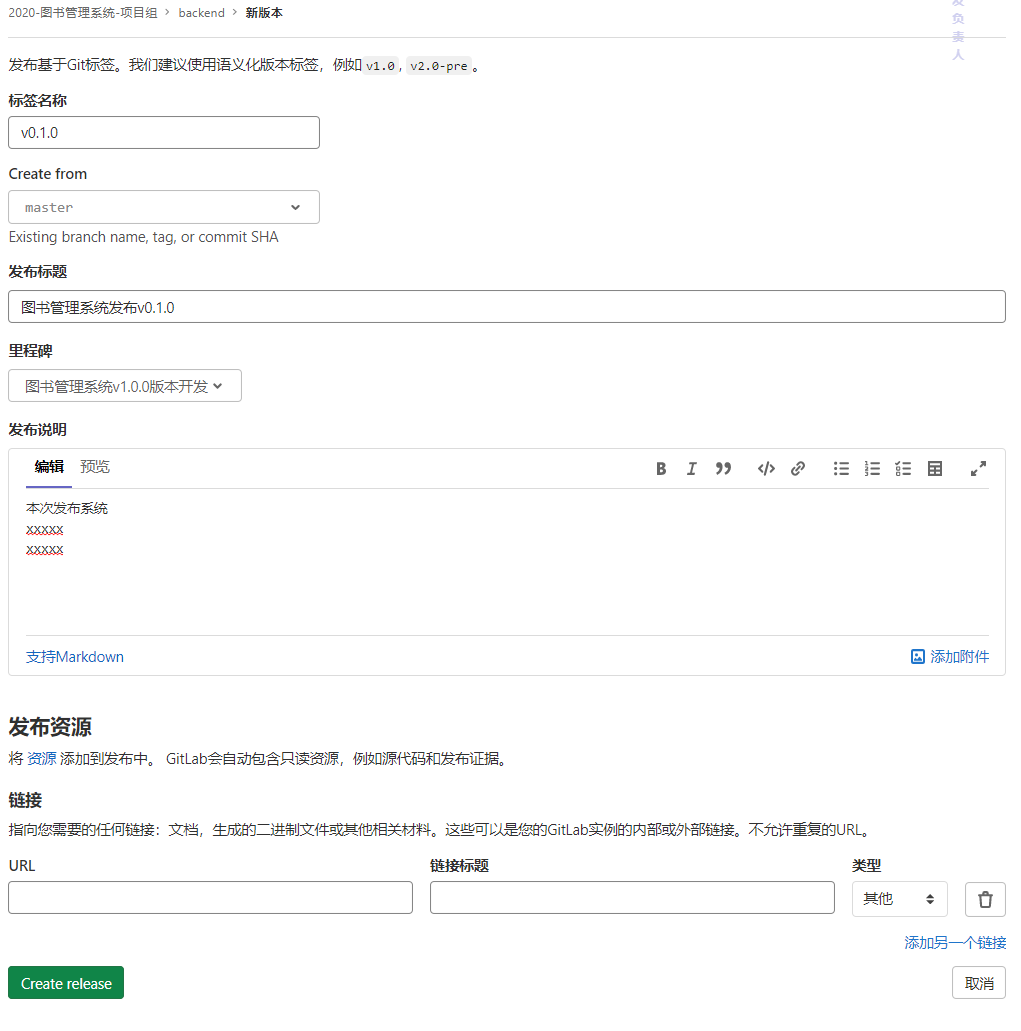 2020-图书管理系统-项目组 › backend › 新版本
负
责
人
发布基于Git标签。我们建议使用语义化版本标签，例如 v1.0, v2.0-pre 。
标签名称
v0.1.0
Create from
master
Existing branch name, tag, or commit SHA
发布标题
图书管理系统发布v0.1.0
里程碑
图书管理系统v1.0.0版本开发
发布说明
编辑 预览
本次发布系统
xxxxx
xxxxx
支持Markdown 添加附件
发布资源
将 资源 添加到发布中。 GitLab会自动包含只读资源，例如源代码和发布证据。
链接
指向您需要的任何链接：文档，生成的二进制文件或其他相关材料。这些可以是您的GitLab实例的内部或外部链接。不允许重复的URL。
URL 链接标题 类型
其他
添加另一个链接
Create release 取消